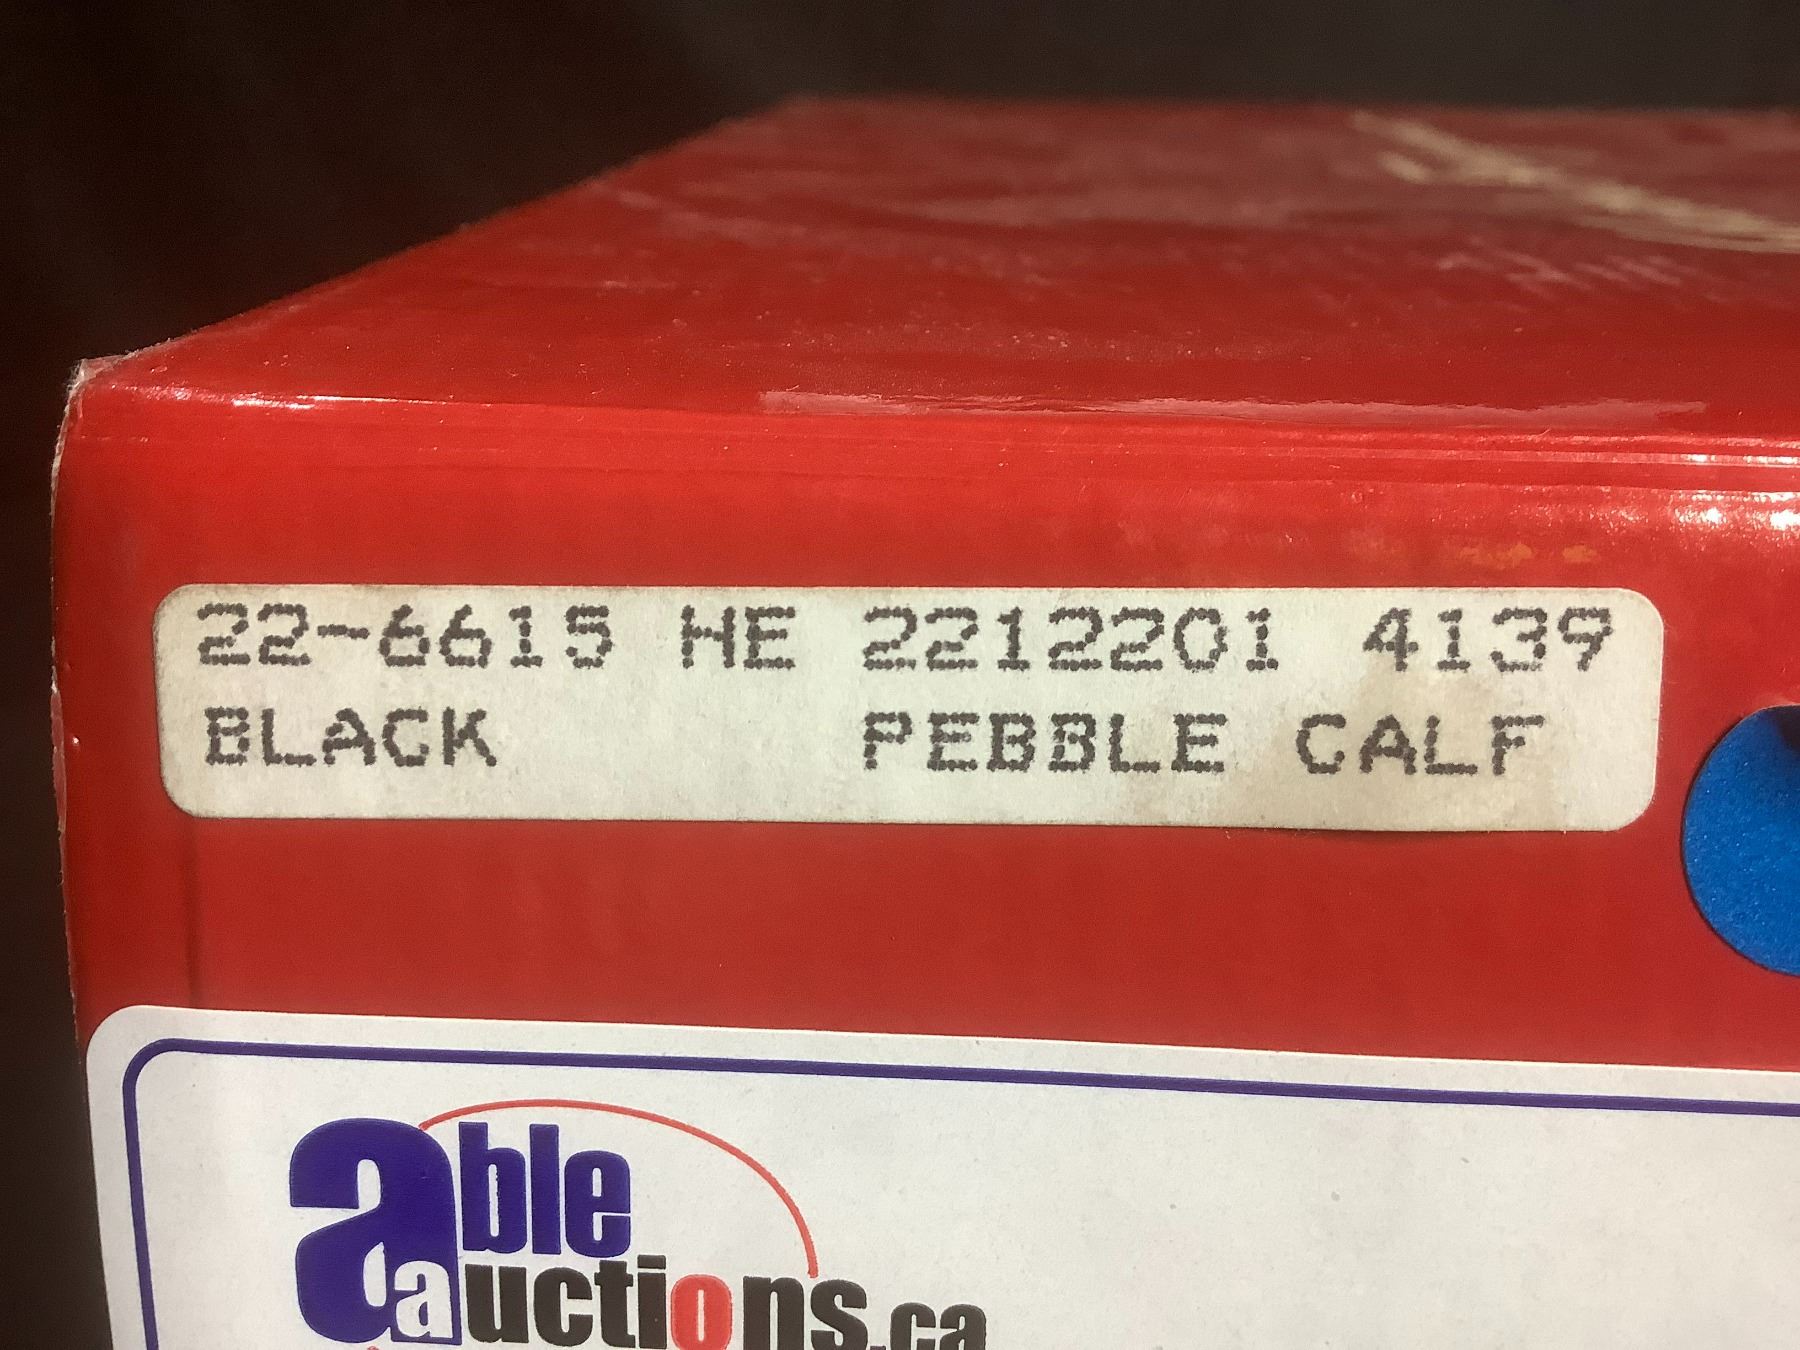 22-6615 HE 2212201 4139
BLACK PEBBLE CALF
able
auctions.ca